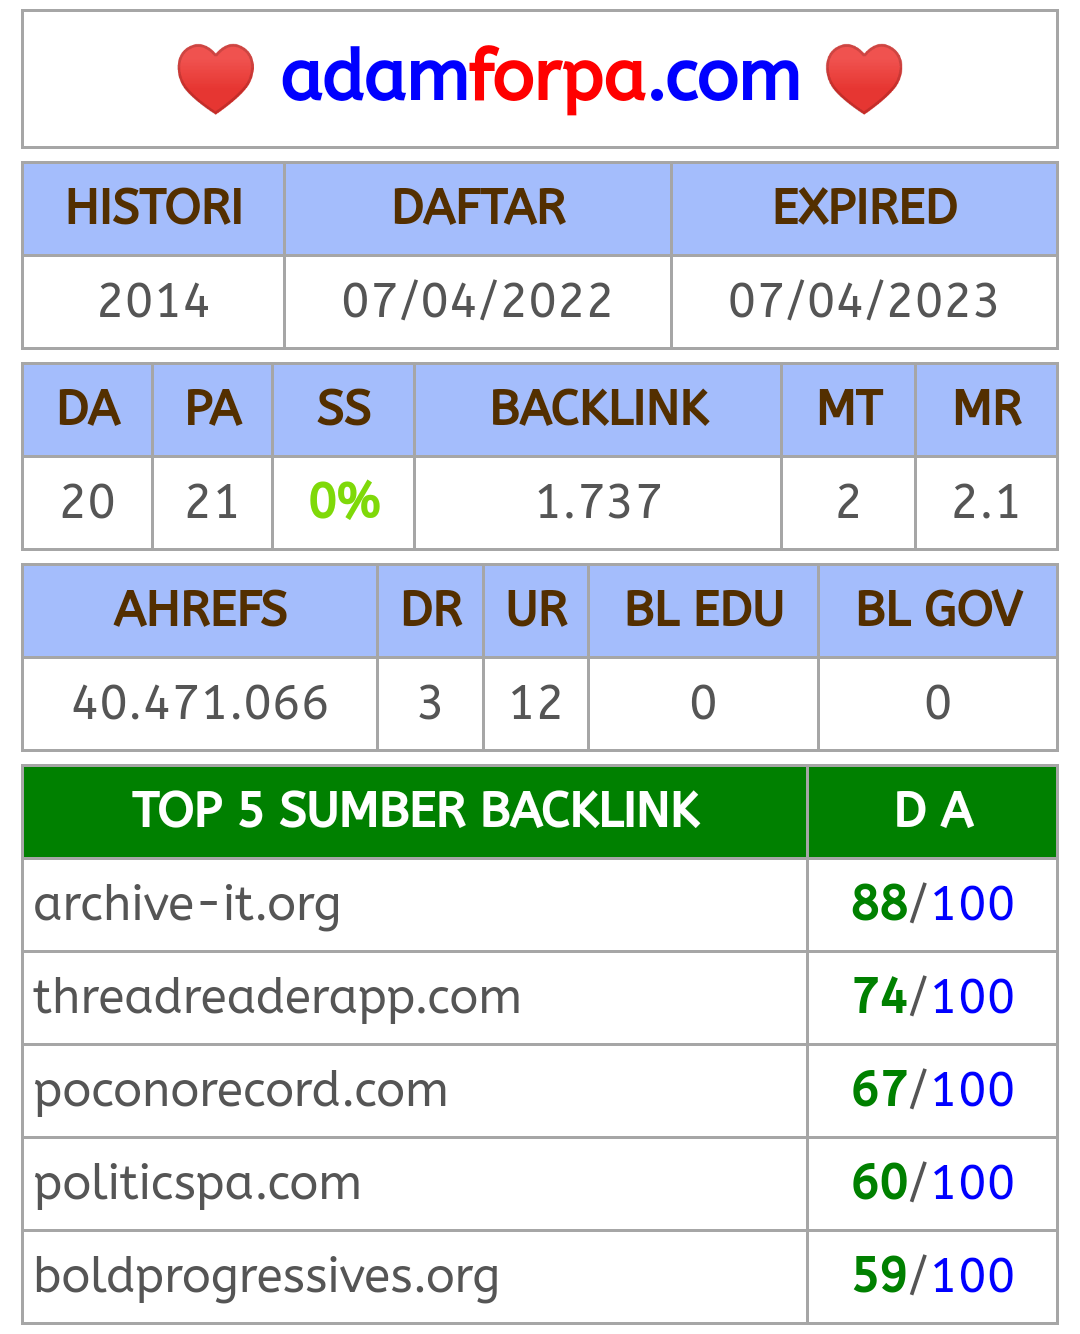 adamforpa.com
HISTORI DAFTAR EXPIRED
2014 07/04/2022 07/04/2023
DA PA SS BACKLINK MT MR
20 21 0% 1.737 2 2.1
AHREFS DR UR BL EDU BL GOV
40.471.066 3 12 0 0
TOP 5 SUMBER BACKLINK D A
archive-it.org 88/100
threadreaderapp.com 74/100
poconorecord.com 67/100
politicspa.com 60/100
boldprogressives.org 59/100